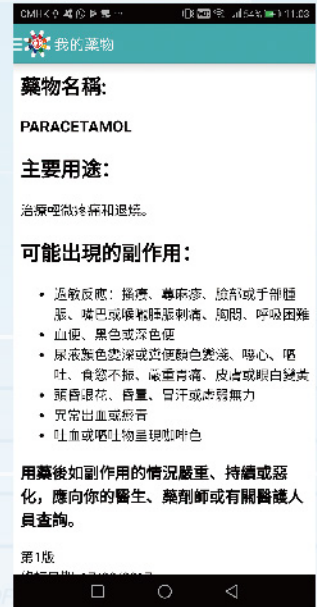 CMHK
54% 11:03
我的藥物
藥物名稱:
PARACETAMOL
主要用途:
治療輕微疼痛和退燒。
可能出現的副作用:
• 過敏反應: 搔癢、蕁麻疹、臉部或手部腫
脹、嘴巴或喉嚨腫脹刺痛、胸悶、呼吸困難
• 血便、黑色或深色便
• 尿液顏色變深或糞便顏色變淺、噁心、嘔
吐、食慾不振、嚴重胃痛、皮膚或眼白變黃
• 頭昏眼花、昏暈、冒汗或虛弱無力
• 異常出血或瘀青
• 吐血或嘔吐物呈現咖啡色
用藥後如副作用的情況嚴重、持續或惡
化，應向你的醫生、藥劑師或有關醫護人
員查詢。
第1版